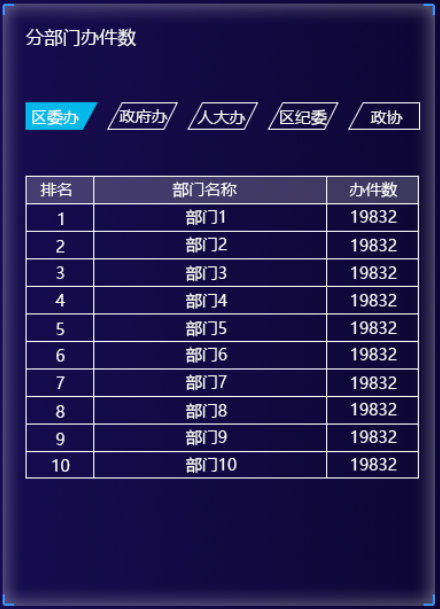 分部门办件数
区委办 政府办 人大办 区纪委 政协
排名 部门名称 办件数
1 部门1 19832
2 部门2 19832
3 部门3 19832
4 部门4 19832
5 部门5 19832
6 部门6 19832
7 部门7 19832
8 部门8 19832
9 部门9 19832
10 部门10 19832